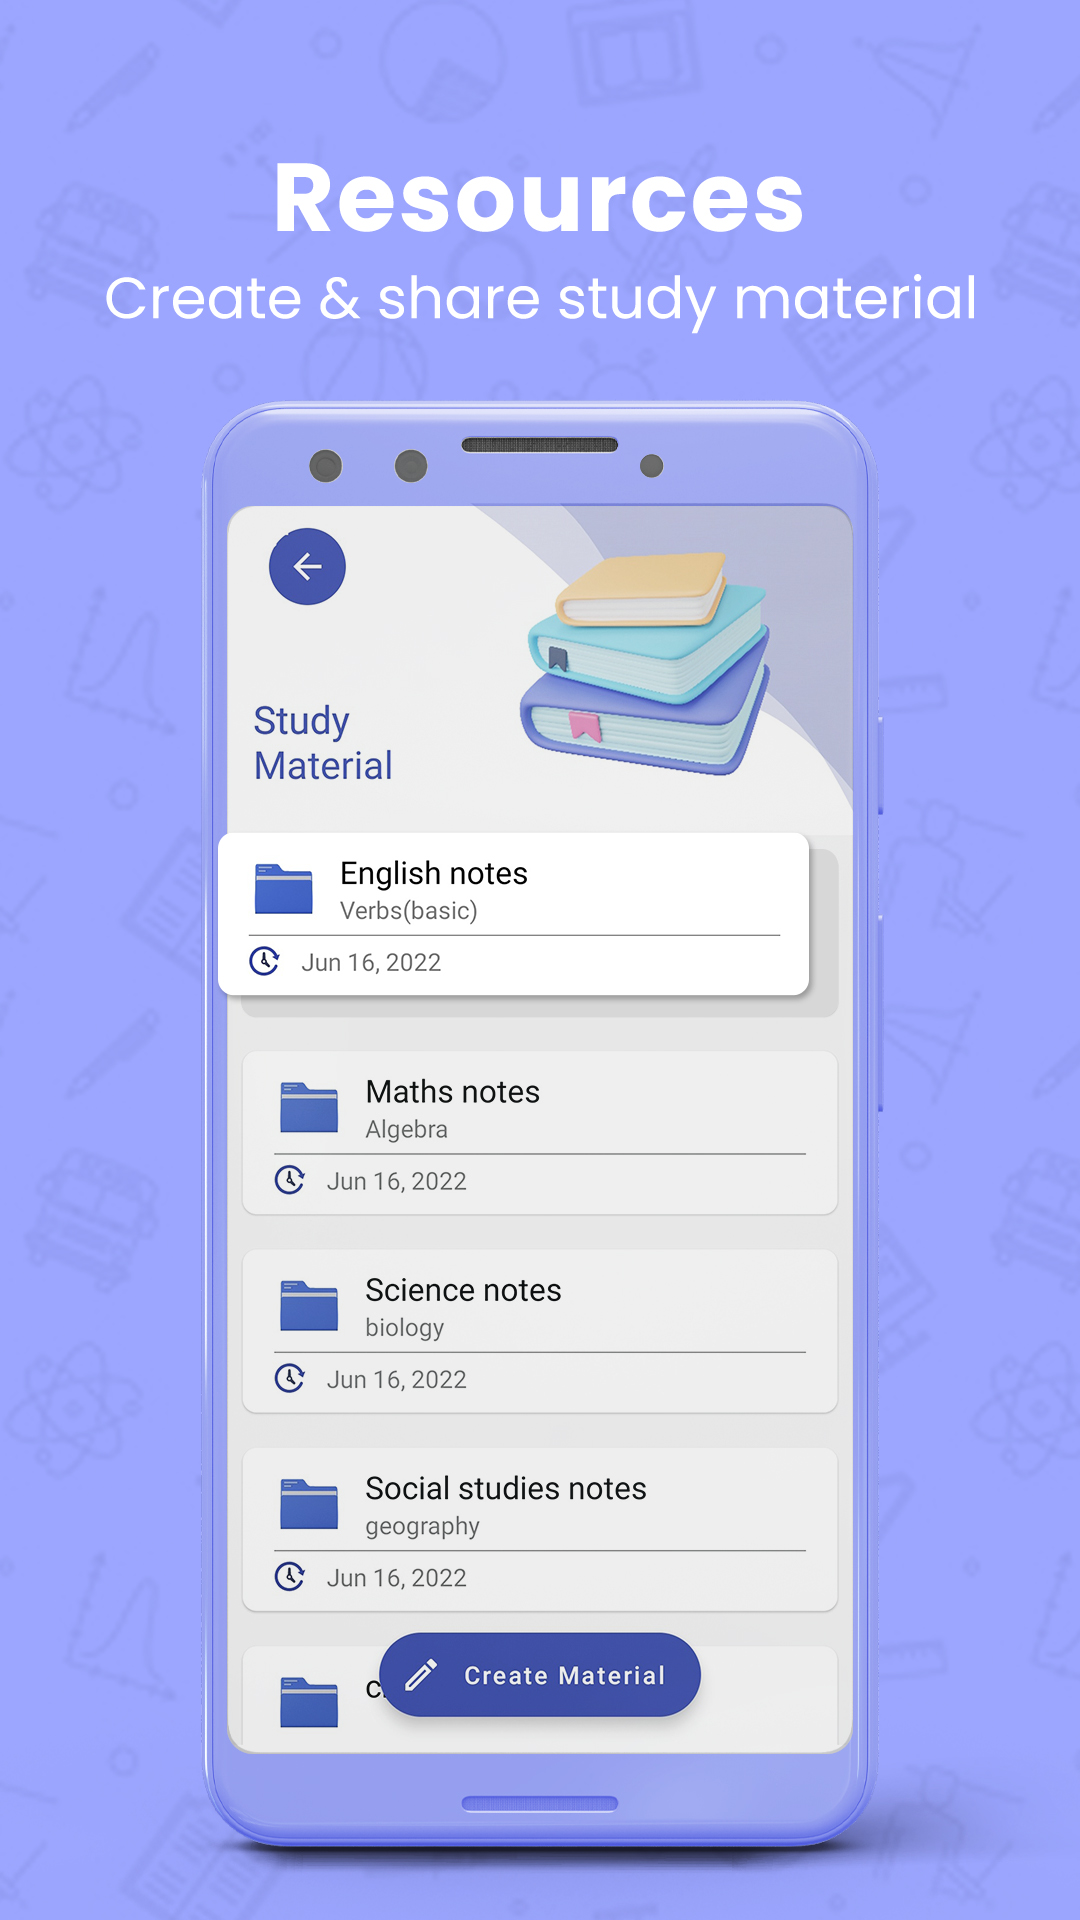 Resources
Create & share study material
Study
Material
English notes
Verbs(basic)
Jun 16, 2022
Maths notes
Algebra
Jun 16, 2022
Science notes
biology
Jun 16, 2022
Social studies notes
geography
Jun 16, 2022
Create Material